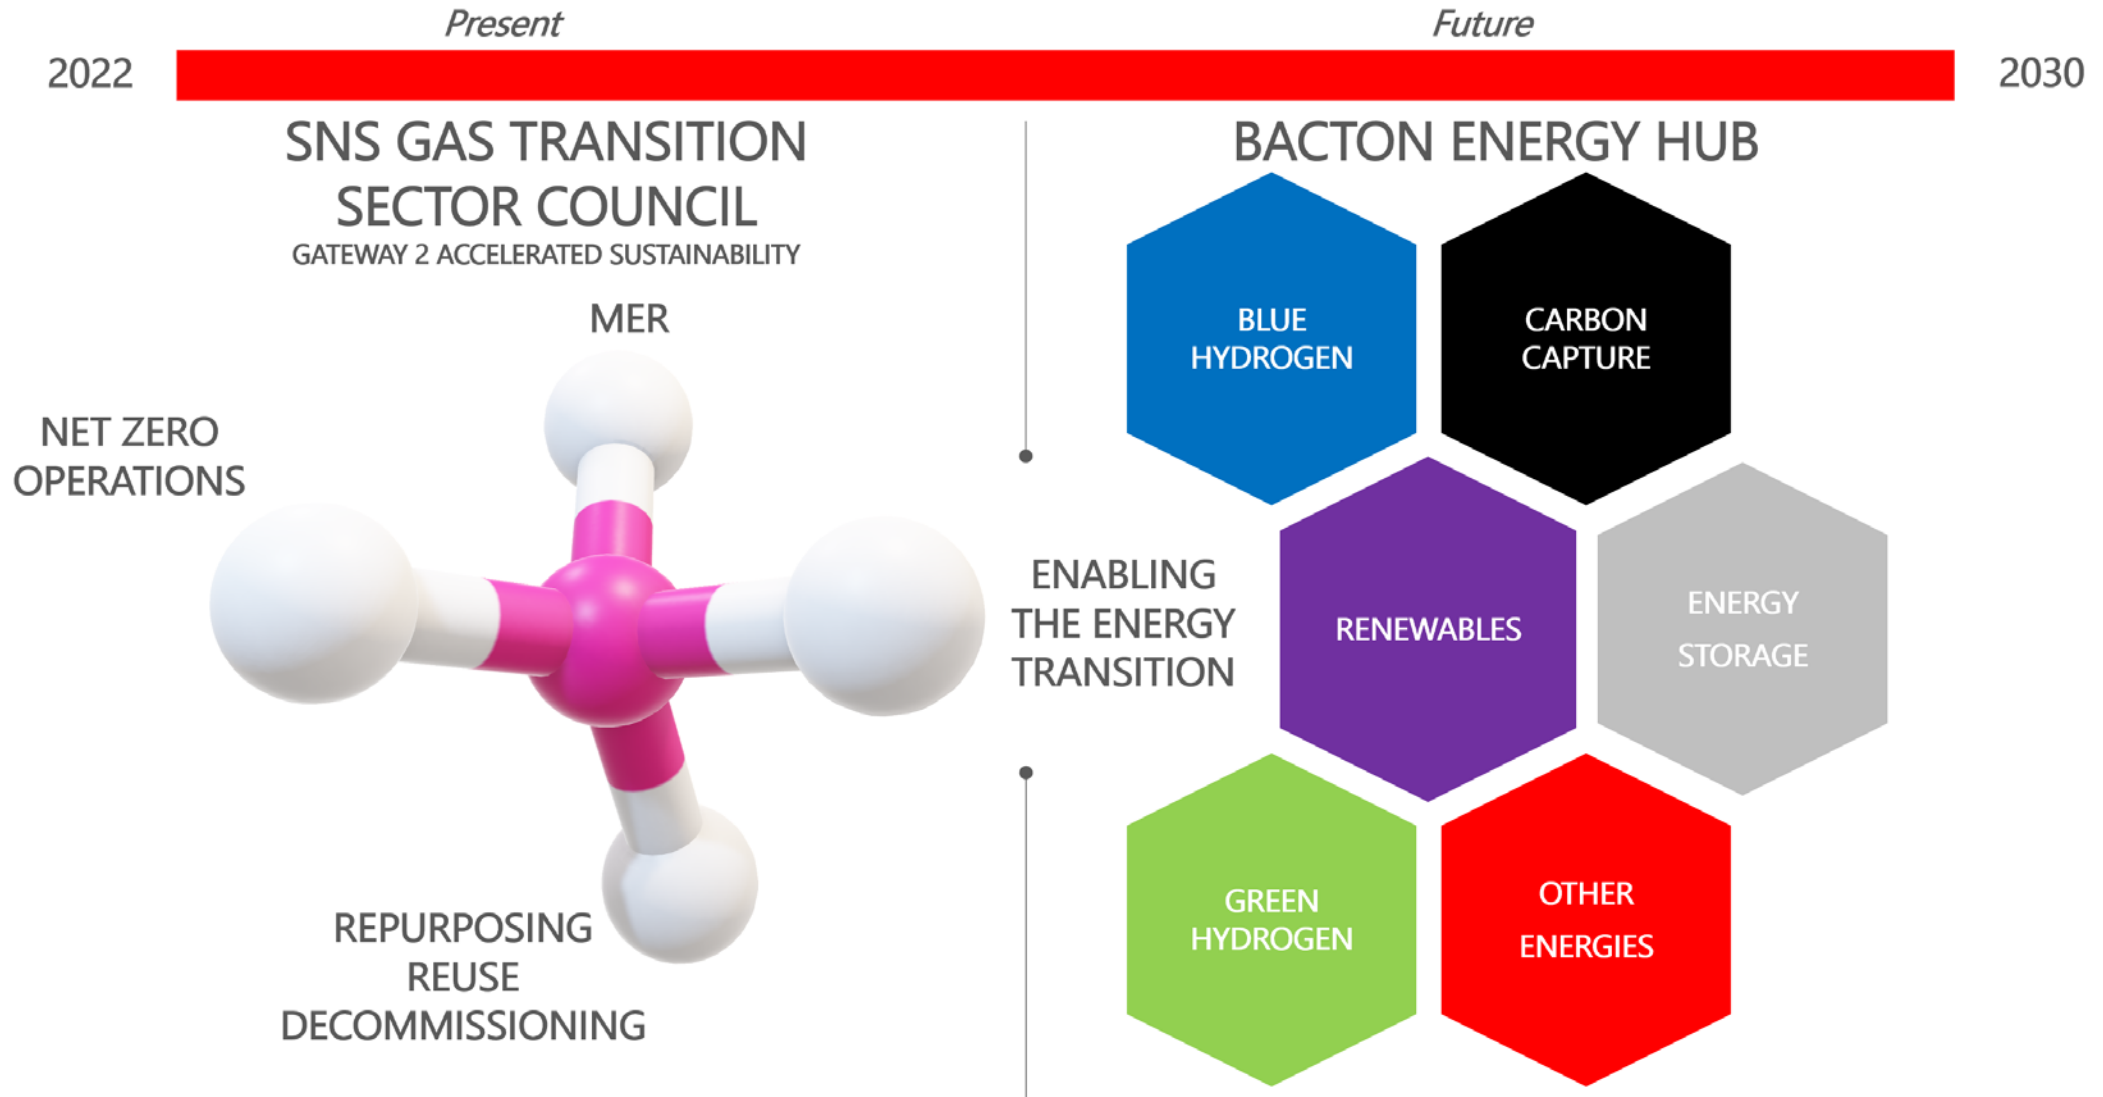 Present
Future
2022
2030
SNS GAS TRANSITION
SECTOR COUNCIL
GATEWAY 2 ACCELERATED SUSTAINABILITY
MER
NET ZERO
OPERATIONS
REPURPOSING
REUSE
DECOMMISSIONING
ENABLING
THE ENERGY
TRANSITION
BACTON ENERGY HUB
BLUE
HYDROGEN
CARBON
CAPTURE
RENEWABLES
ENERGY
STORAGE
GREEN
HYDROGEN
OTHER
ENERGIES